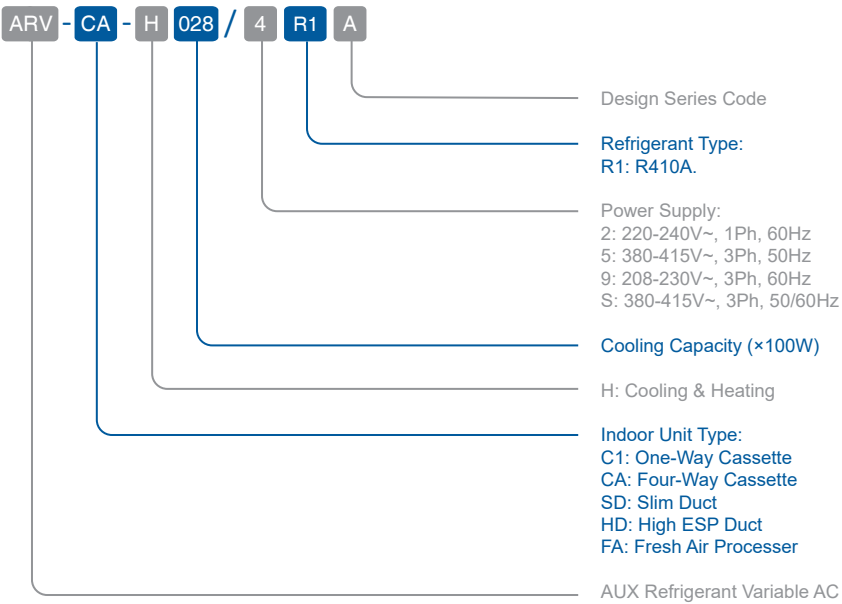 ARV - CA - H 028 / 4 R1 A
Design Series Code
Refrigerant Type:
R1: R410A.
Power Supply:
2: 220-240V~, 1Ph, 60Hz
5: 380-415V~, 3Ph, 50Hz
9: 208-230V~, 3Ph, 60Hz
S: 380-415V~, 3Ph, 50/60Hz
Cooling Capacity (×100W)
H: Cooling & Heating
Indoor Unit Type:
C1: One-Way Cassette
CA: Four-Way Cassette
SD: Slim Duct
HD: High ESP Duct
FA: Fresh Air Processer
AUX Refrigerant Variable AC